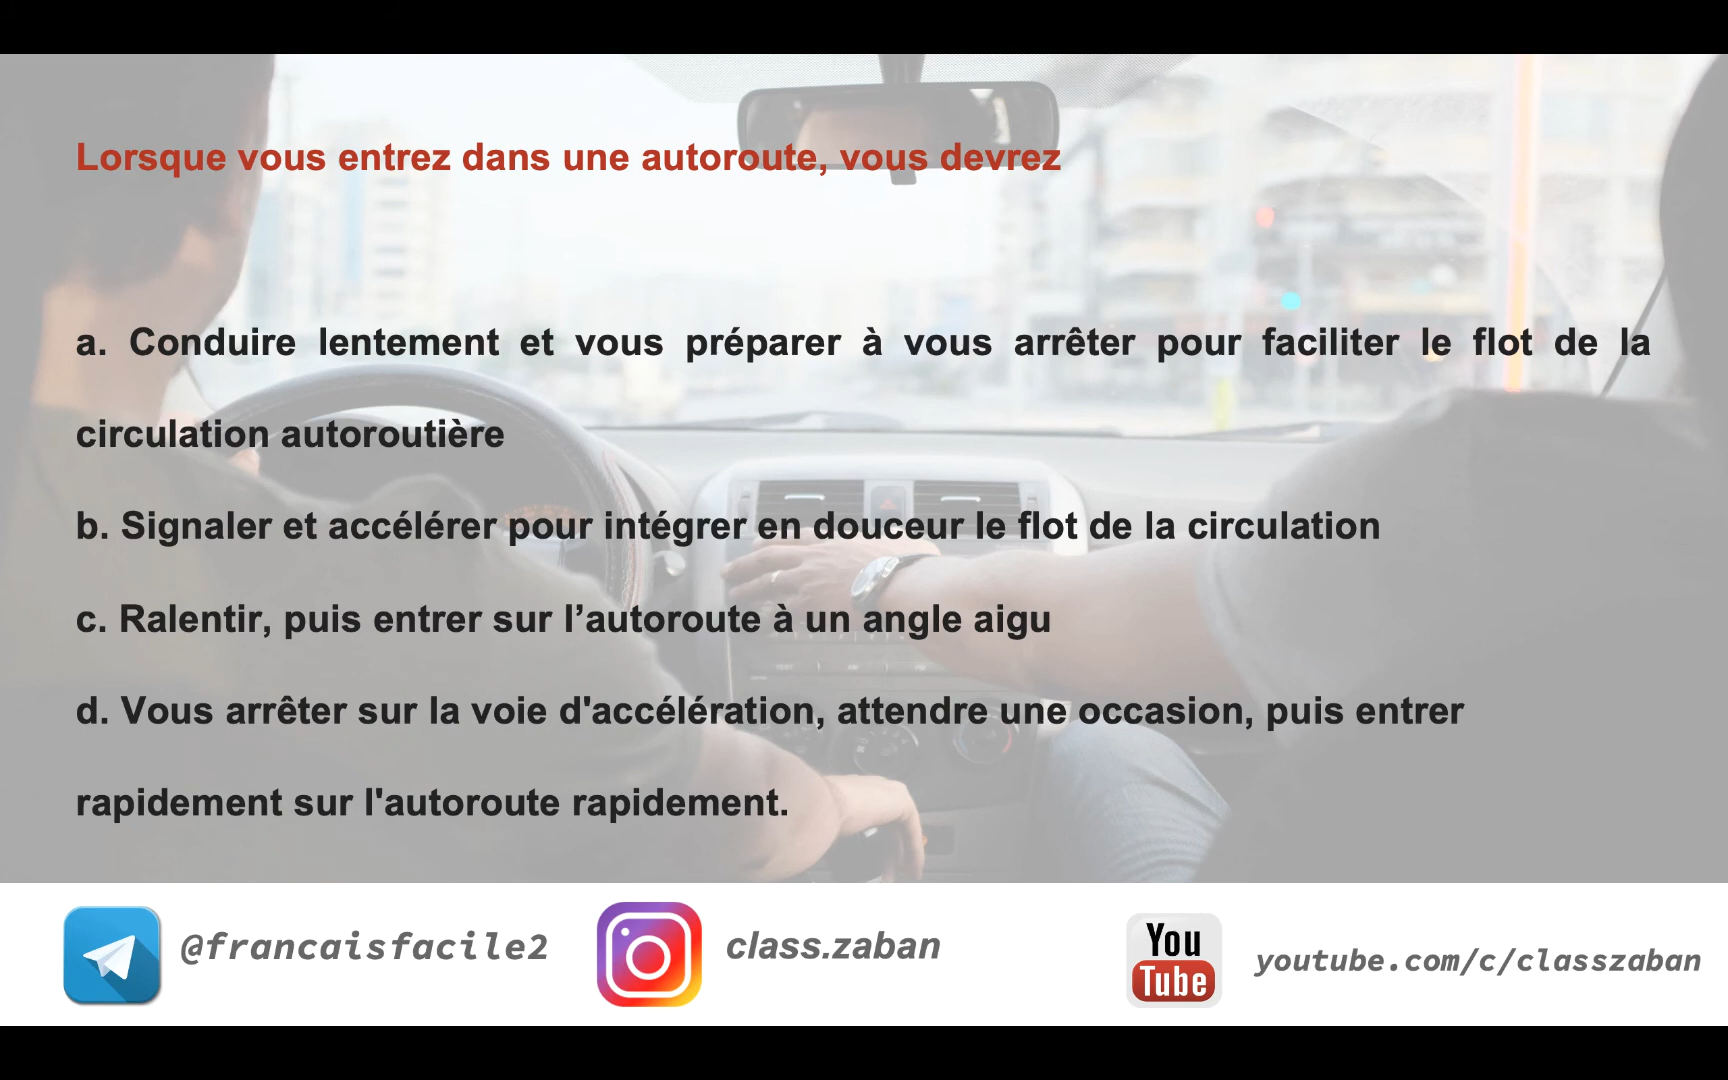 Lorsque vous entrez dans une autoroute, vous devrez
a. Conduire lentement et vous préparer à vous arrêter pour faciliter le flot de la
circulation autoroutière
b. Signaler et accélérer pour intégrer en douceur le flot de la circulation
c. Ralentir, puis entrer sur l’autoroute à un angle aigu
d. Vous arrêter sur la voie d'accélération, attendre une occasion, puis entrer
rapidement sur l'autoroute rapidement.
@francaisfacile2
class.zaban
You
Tube
youtube.com/c/classzaban